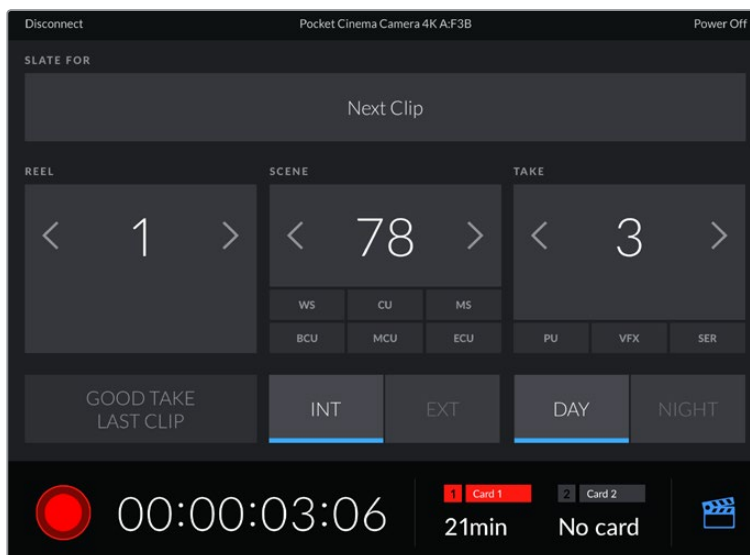 Disconnect Pocket Cinema Camera 4K A:F3B Power Off
SLATE FOR
Next Clip
REEL SCENE TAKE
< 1 > < 78 > < 3 >
WS CU MS
BCU MCU ECU PU VFX SER
GOOD TAKE
LAST CLIP
INT EXT DAY NIGHT
00:00:03:06
1 Card 1 2 Card 2
21min No card